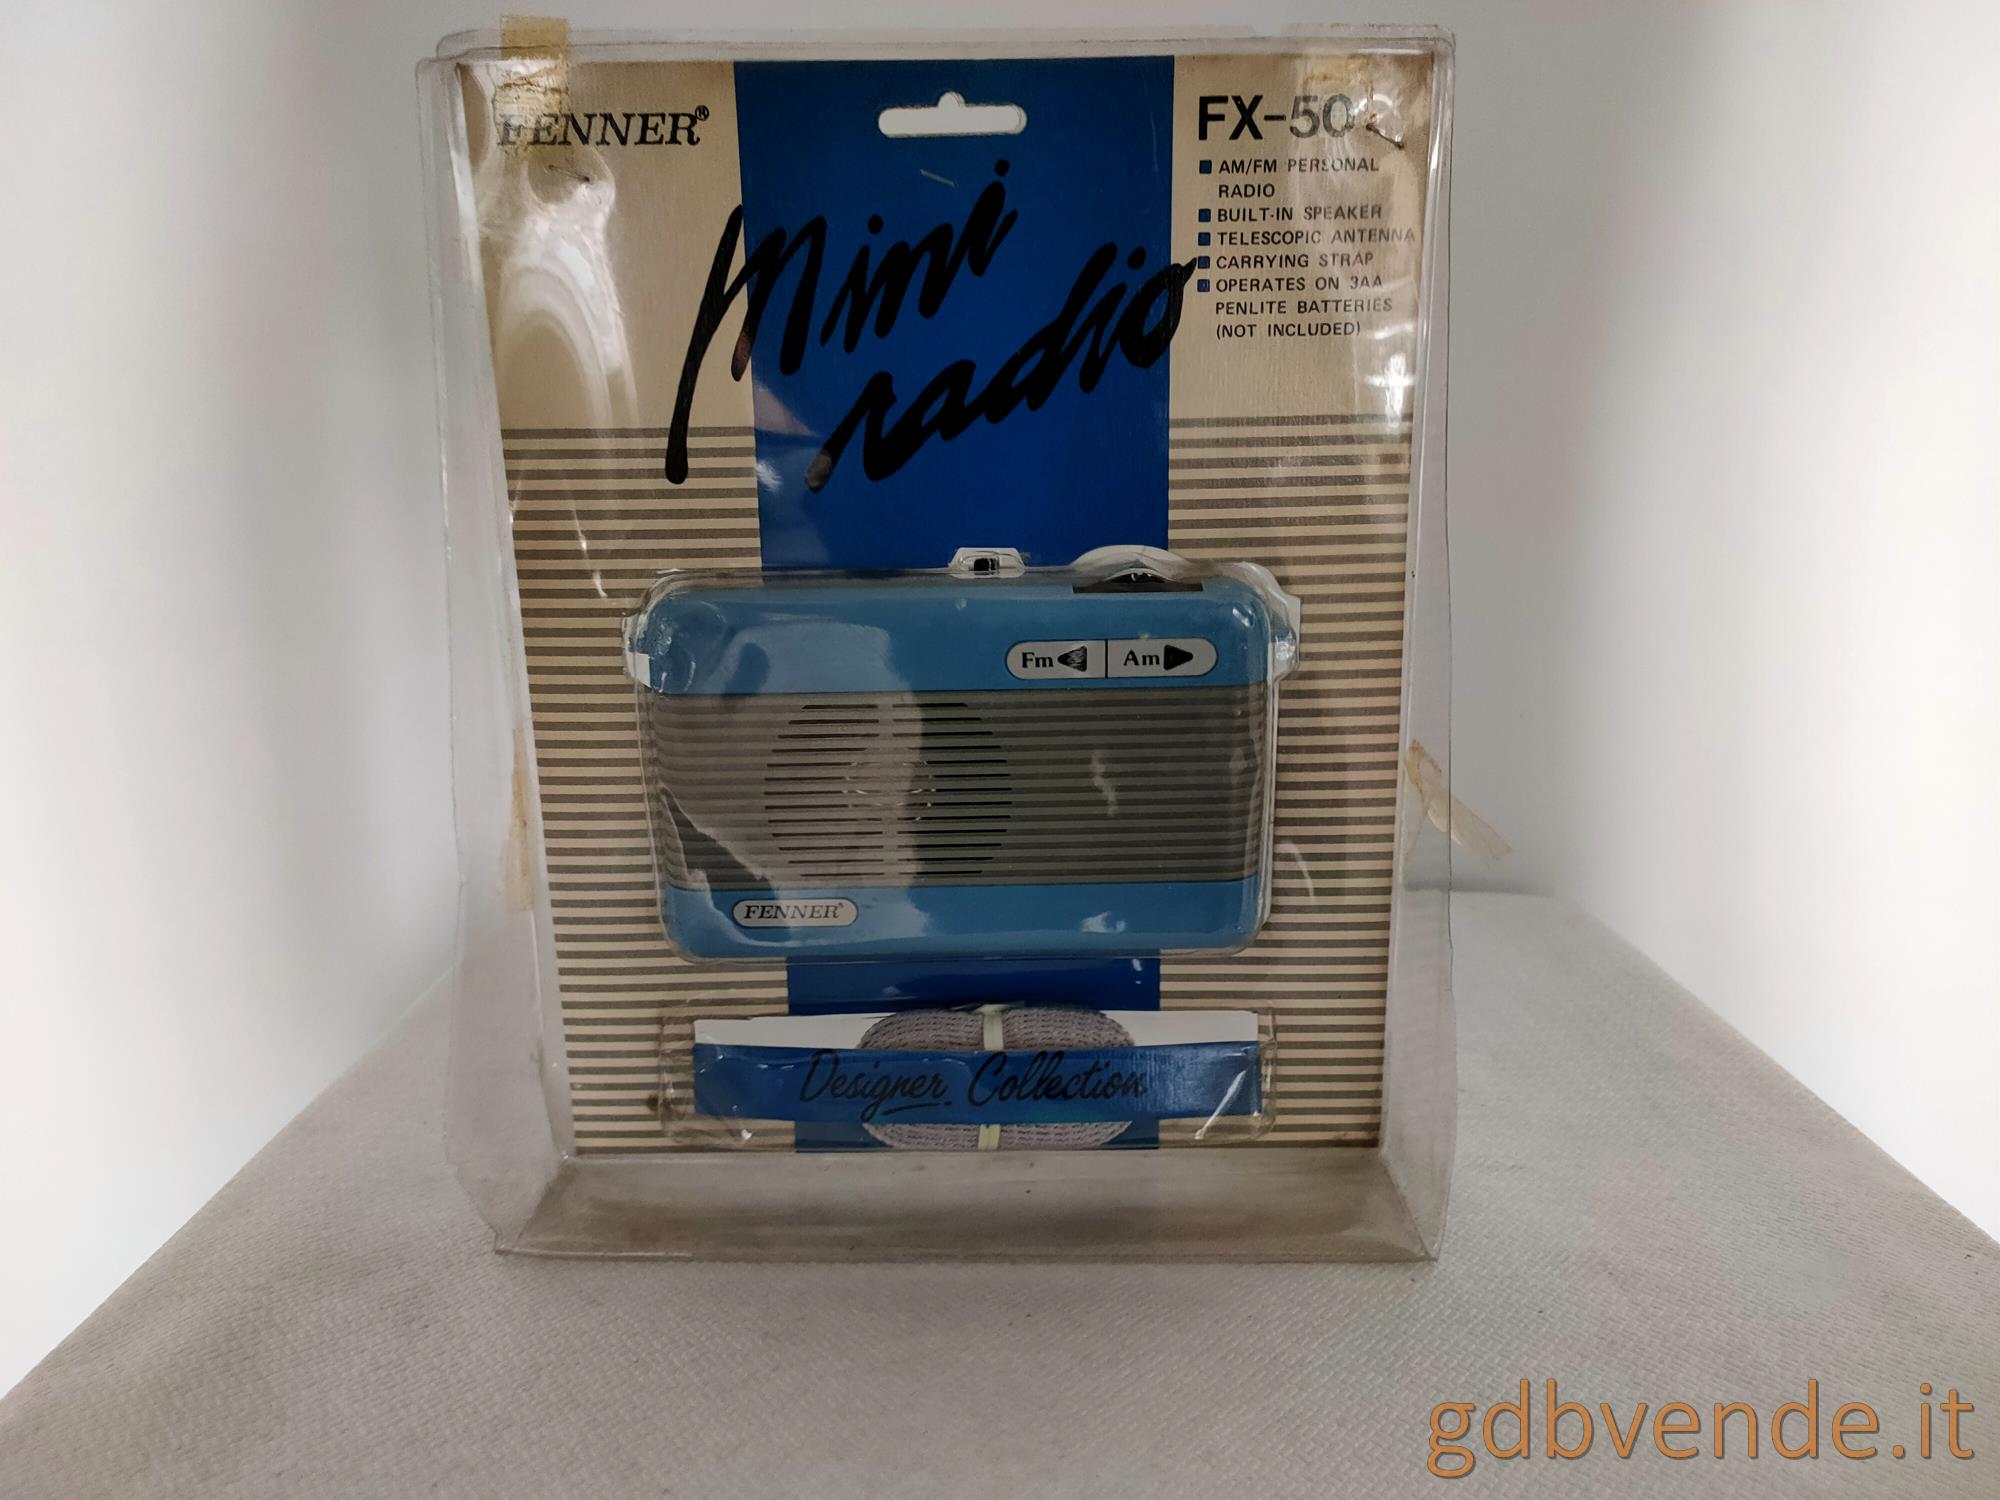 FENNER®
FX-50
AM/FM PERSONAL
RADIO
BUILT-IN SPEAKER
TELESCOPIC ANTENNA
CARRYING STRAP
OPERATES ON 3AA
PENLITE BATTERIES
(NOT INCLUDED)
Mini
radio
Fm Am
FENNER
Designer Collection
gdbvende.it